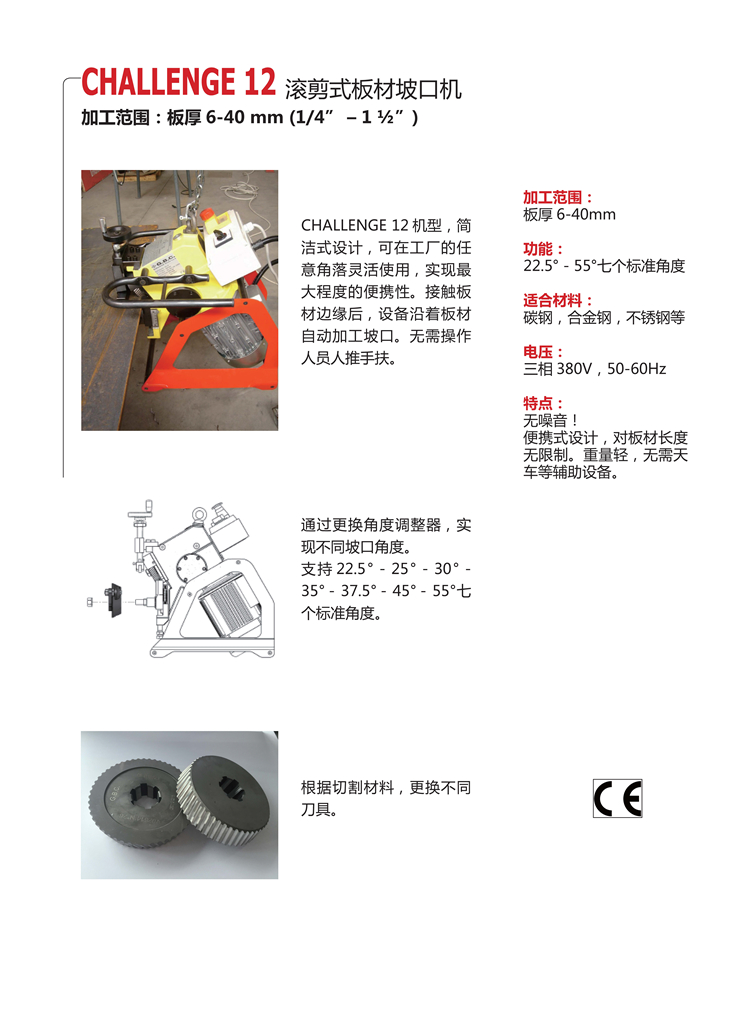 CHALLENGE 12 滚剪式板材坡口机
加工范围：板厚 6-40 mm (1/4” – 1 ½” )
CHALLENGE 12 机型，简
洁式设计，可在工厂的任
意角落灵活使用，实现最
大程度的便携性。接触板
材边缘后，设备沿着板材
自动加工坡口。无需操作
人员人推手扶。
加工范围：
板厚 6-40mm
功能：
22.5° - 55°七个标准角度
适合材料：
碳钢，合金钢，不锈钢等
电压：
三相 380V，50-60Hz
特点：
无噪音！
便携式设计，对板材长度
无限制。重量轻，无需天
车等辅助设备。
通过更换角度调整器，实
现不同坡口角度。
支持 22.5° - 25° - 30° -
35° - 37.5° - 45° - 55°七
个标准角度。
根据切割材料，更换不同
刀具。
G.B.C.
GBC
CE